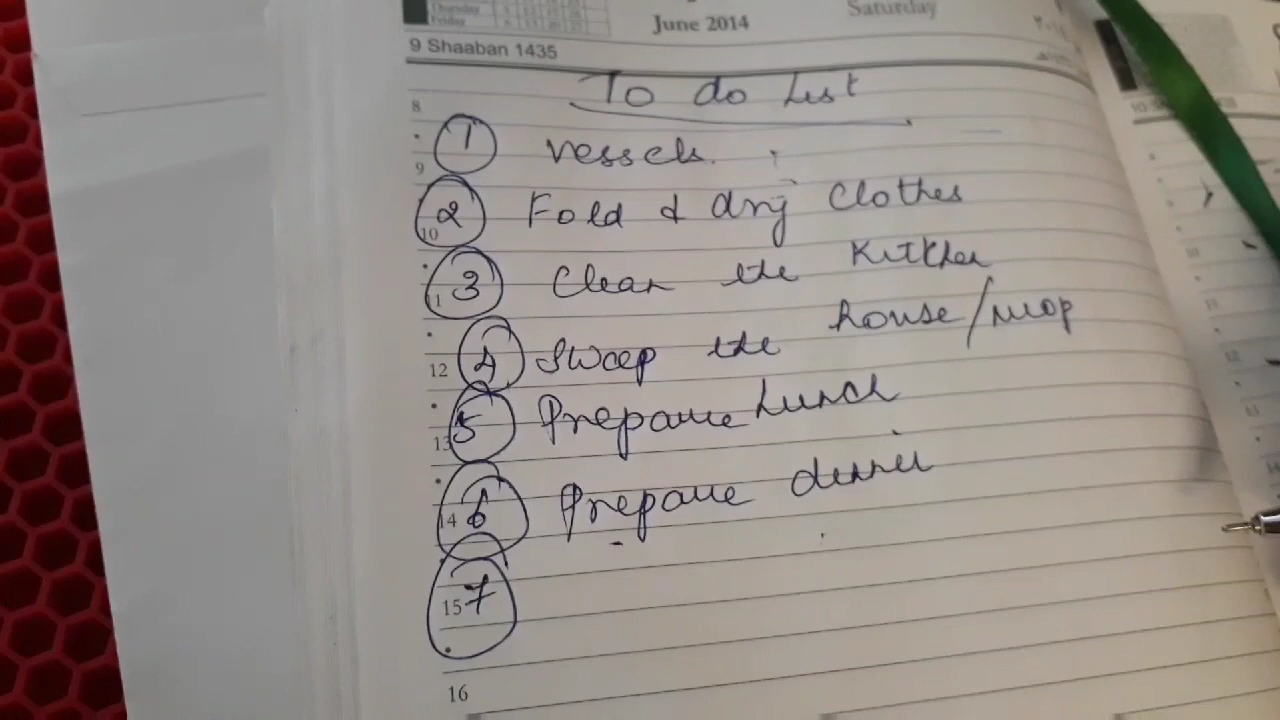 Thursday
Friday
June 2014
Saturday
9 Shaaban 1435
To do List
8
1 Vessels.
9
2 Fold & dry Clothes
10
3 Clean the Kitchen
11
4 Sweep the house/mop
12
5 Prepare Lunch
13
6 Prepare dinner
14
7
15
16